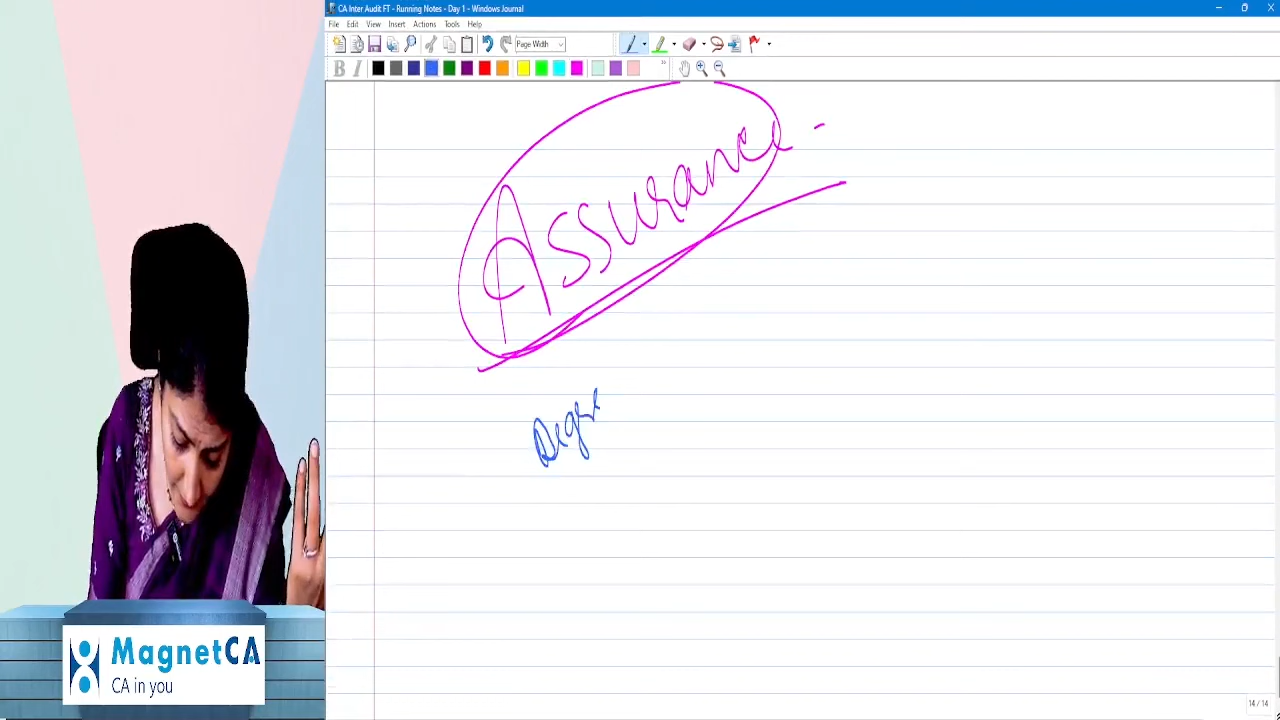 CA Inter Audit FT - Running Notes - Day 1 - Windows Journal
File Edit View Insert Actions Tools Help
Page Width
B I
Assurance -
Degre
MagnetCA
CA in you
14 / 14